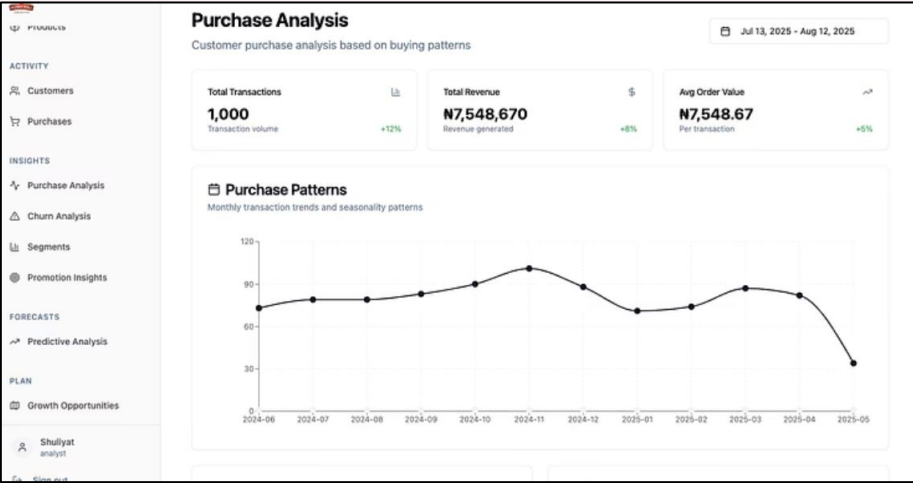 Products
ACTIVITY
Customers
Purchases
INSIGHTS
Purchase Analysis
Churn Analysis
Segments
Promotion Insights
FORECASTS
Predictive Analysis
PLAN
Growth Opportunities
Shuliyat
analyst
Sign out
Purchase Analysis
Customer purchase analysis based on buying patterns
Jul 13, 2025 - Aug 12, 2025
Total Transactions
1,000
Transaction volume
+12%
Total Revenue
₦7,548,670
Revenue generated
+8%
Avg Order Value
₦7,548.67
Per transaction
+5%
Purchase Patterns
Monthly transaction trends and seasonality patterns
120
90
60
30
0
2024-06 2024-07 2024-08 2024-09 2024-10 2024-11 2024-12 2025-01 2025-02 2025-03 2025-04 2025-05